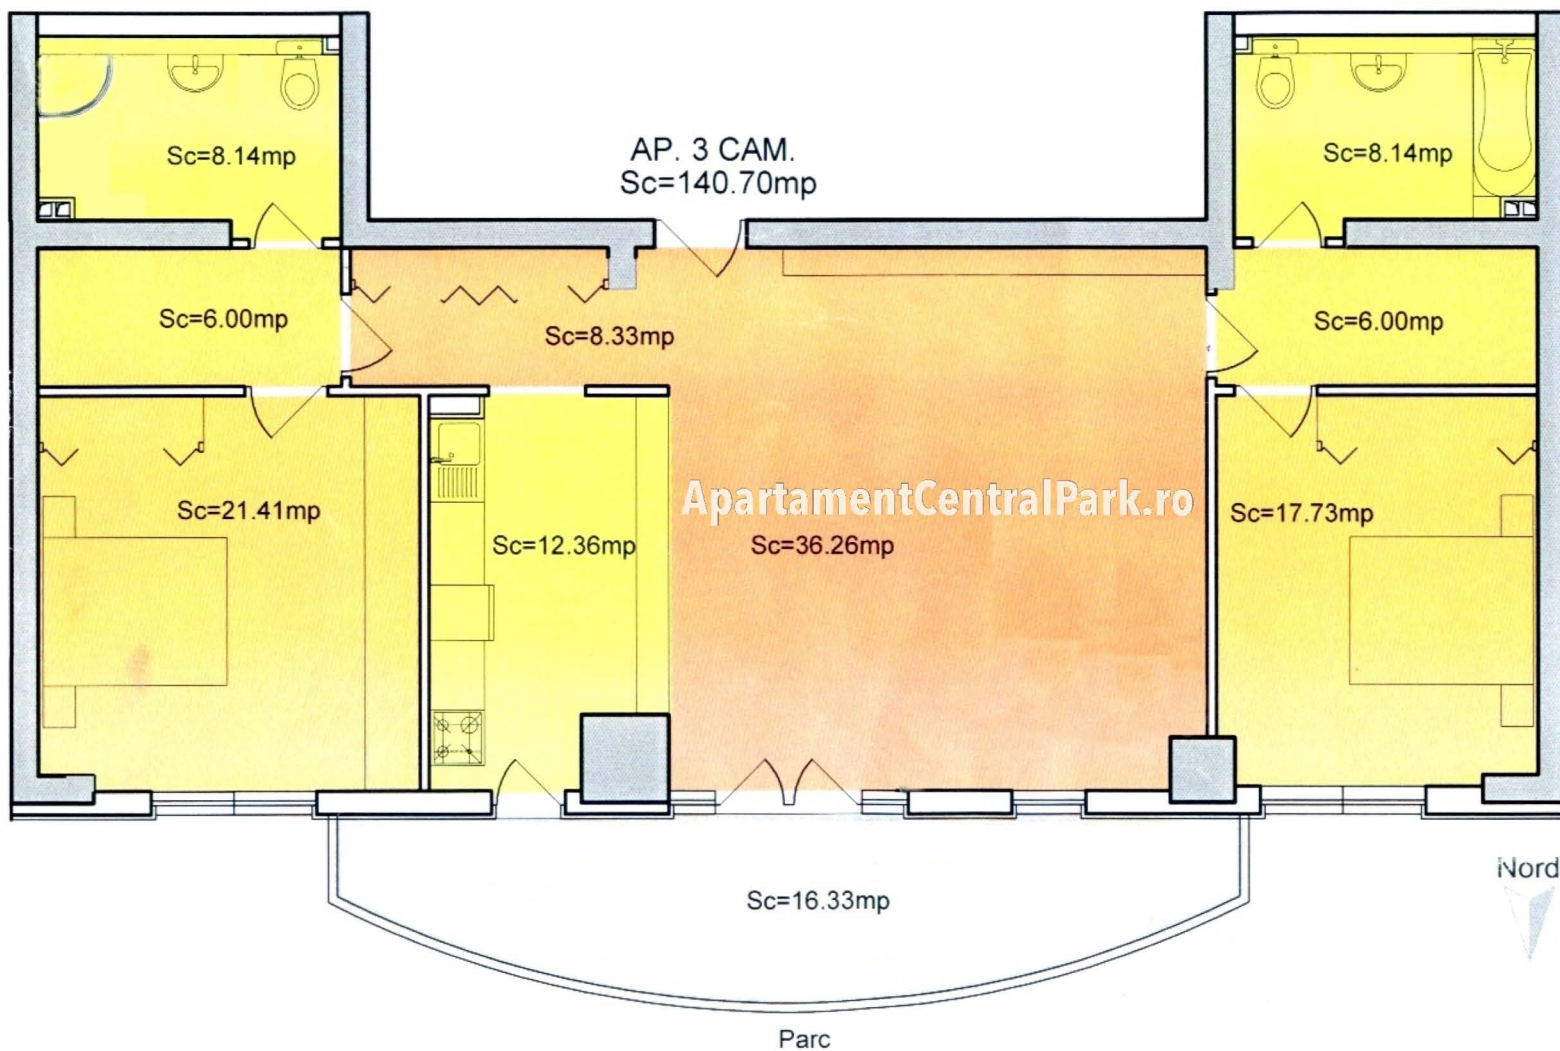 AP. 3 CAM.
Sc=140.70mp
Sc=8.14mp
Sc=8.14mp
Sc=6.00mp
Sc=8.33mp
Sc=6.00mp
ApartamentCentralPark.ro
Sc=21.41mp
Sc=17.73mp
Sc=12.36mp
Sc=36.26mp
Nord
Sc=16.33mp
Parc